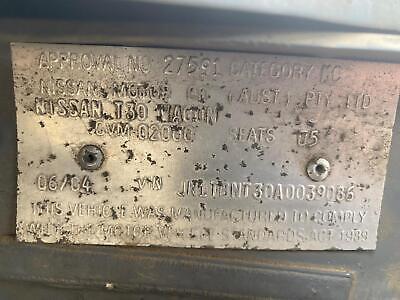 APPROVAL NO 27591 CATEGORY MC
NISSAN MOTOR CO (AUST) PTY LTD
NISSAN T30 WAGON
GVM 02000 SEATS 05
06/04 VIN JN1TBNT30A0039036
THIS VEHICLE WAS MANUFACTURED TO COMPLY
WITH THE MOTOR VEHICLE STANDARDS ACT 1989